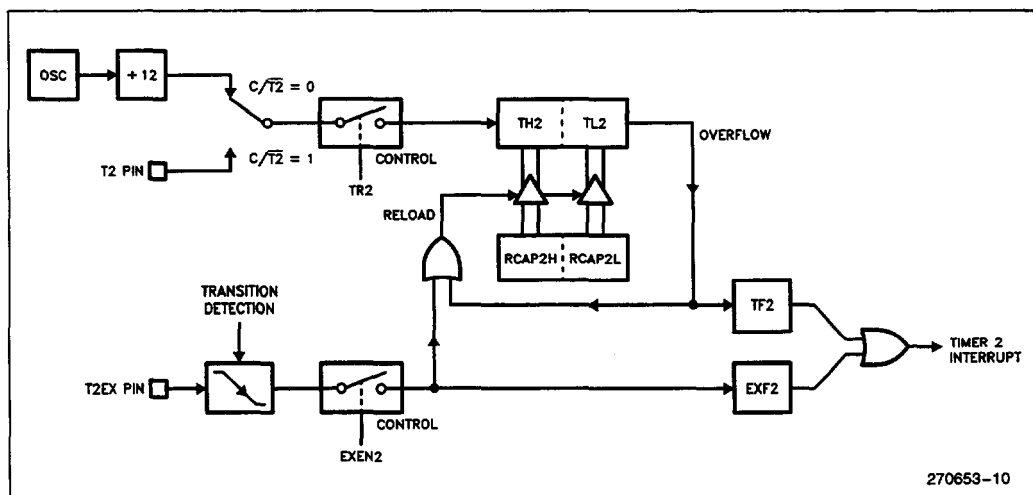 OSC
÷ 12
C/T2̅ = 0
T2 PIN
C/T2̅ = 1
TR2
CONTROL
TH2
TL2
OVERFLOW
RELOAD
RCAP2H
RCAP2L
TRANSITION
DETECTION
T2EX PIN
EXEN2
CONTROL
TF2
EXF2
TIMER 2
INTERRUPT
270653–10